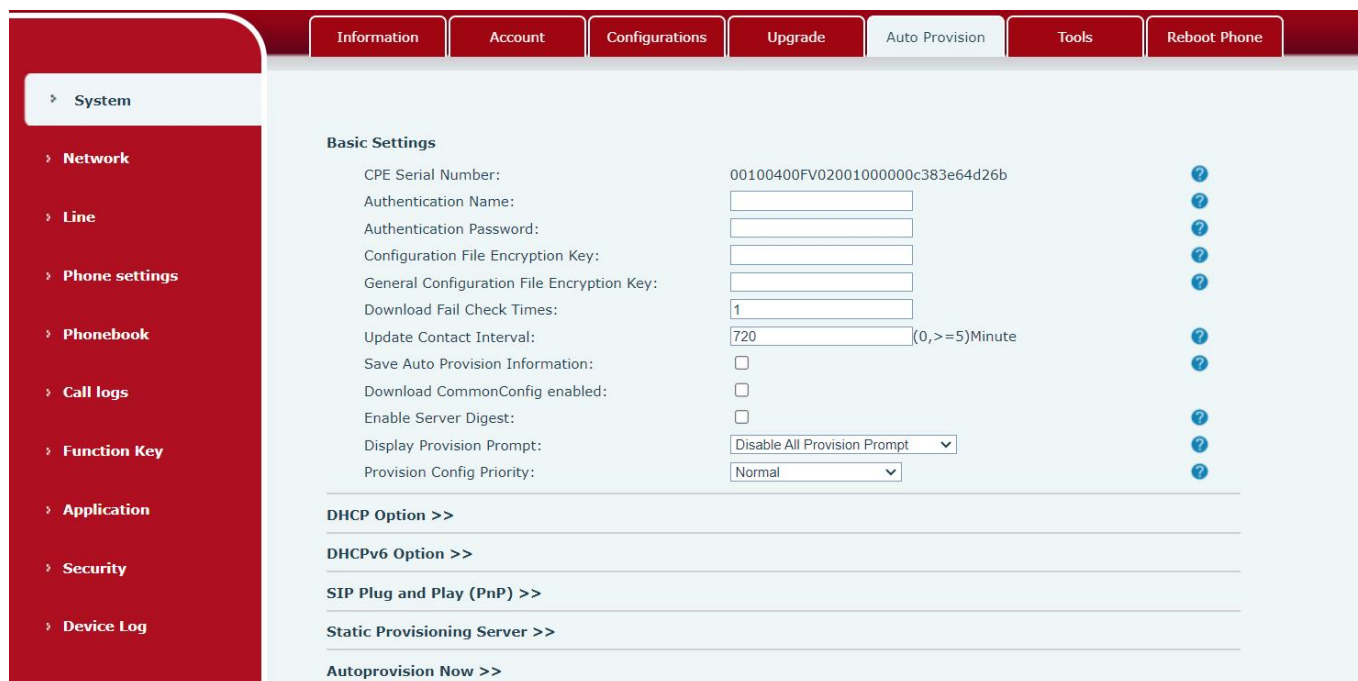 Information Account Configurations Upgrade Auto Provision Tools Reboot Phone
System
Network
Line
Phone settings
Phonebook
Call logs
Function Key
Application
Security
Device Log
Basic Settings
CPE Serial Number: 00100400FV02001000000c383e64d26b
Authentication Name:
Authentication Password:
Configuration File Encryption Key:
General Configuration File Encryption Key:
Download Fail Check Times: 1
Update Contact Interval: 720 (0,>=5)Minute
Save Auto Provision Information:
Download CommonConfig enabled:
Enable Server Digest:
Display Provision Prompt: Disable All Provision Prompt
Provision Config Priority: Normal
DHCP Option >>
DHCPv6 Option >>
SIP Plug and Play (PnP) >>
Static Provisioning Server >>
Autoprovision Now >>